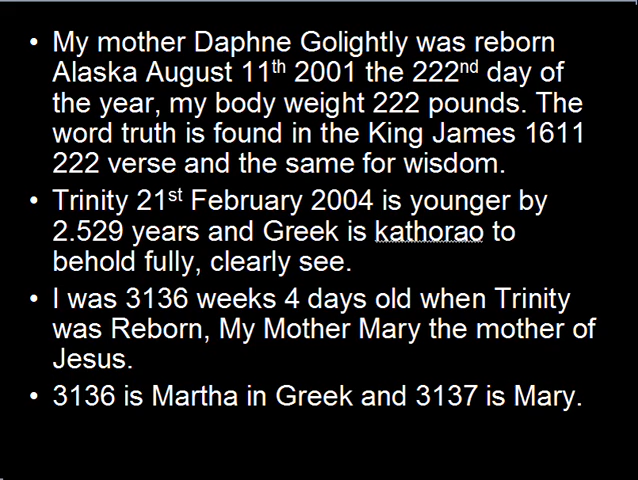 • My mother Daphne Golightly was reborn
Alaska August 11th 2001 the 222nd day of
the year, my body weight 222 pounds. The
word truth is found in the King James 1611
222 verse and the same for wisdom.
• Trinity 21st February 2004 is younger by
2.529 years and Greek is kathorao to
behold fully, clearly see.
• I was 3136 weeks 4 days old when Trinity
was Reborn, My Mother Mary the mother of
Jesus.
• 3136 is Martha in Greek and 3137 is Mary.